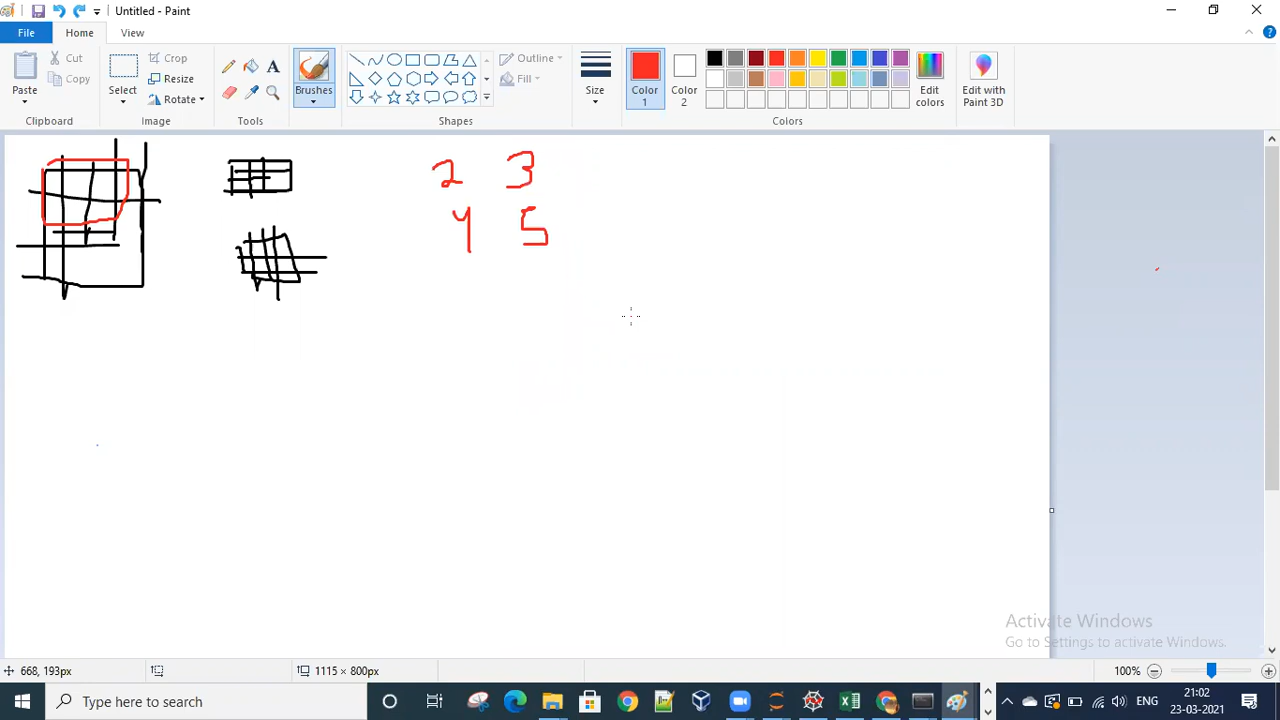 Untitled - Paint
File Home View
Paste
Cut
Copy
Clipboard
Select
Crop
Resize
Rotate
Image
A
Tools
Brushes
Shapes
Outline
Fill
Size
Color 1
Color 2
Edit colors
Colors
Edit with Paint 3D
2 3
4 5
Activate Windows
Go to Settings to activate Windows.
668, 193px
1115 × 800px
100%
Type here to search
ENG
21:02
23-03-2021